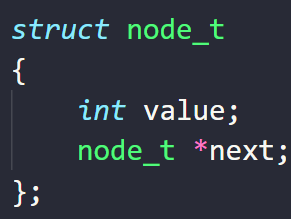 struct node_t
{
    int value;
    node_t *next;
};